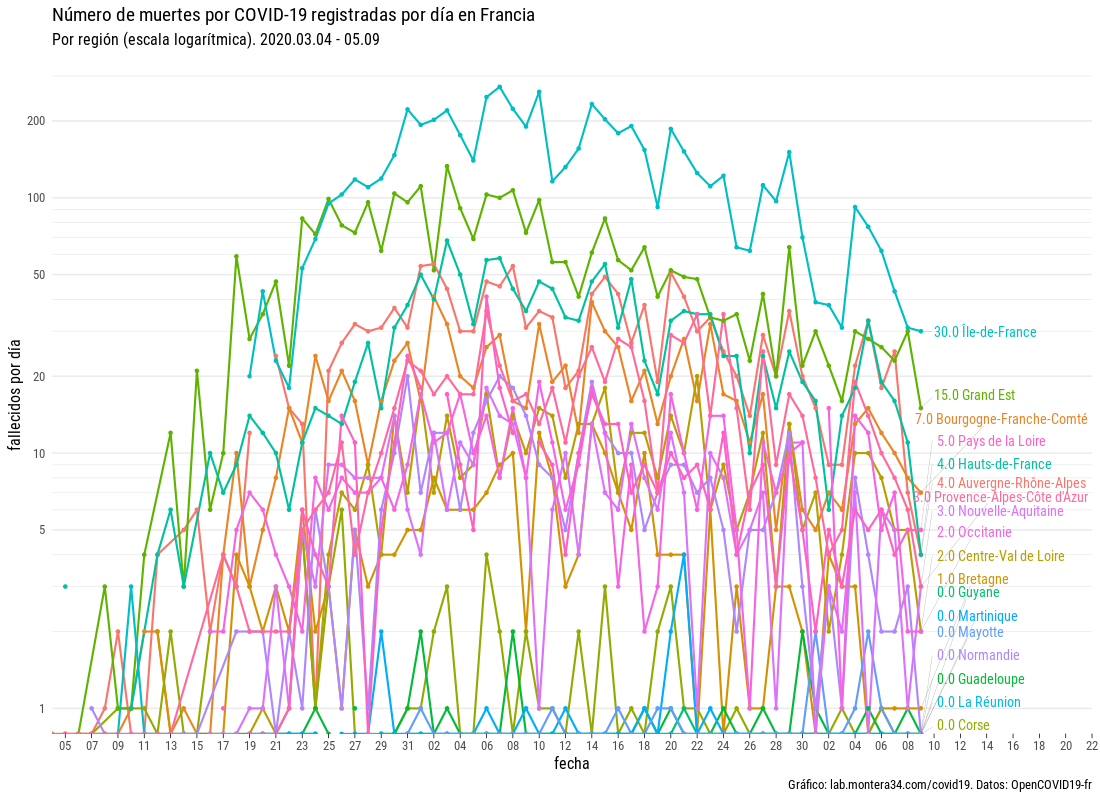 Número de muertes por COVID-19 registradas por día en Francia
Por región (escala logarítmica). 2020.03.04 - 05.09
fallecidos por día
200
100
50
20
10
5
1
30.0 Île-de-France
15.0 Grand Est
7.0 Bourgogne-Franche-Comté
5.0 Pays de la Loire
4.0 Hauts-de-France
4.0 Auvergne-Rhône-Alpes
3.0 Provence-Alpes-Côte d'Azur
3.0 Nouvelle-Aquitaine
2.0 Occitanie
2.0 Centre-Val de Loire
1.0 Bretagne
0.0 Guyane
0.0 Martinique
0.0 Mayotte
0.0 Normandie
0.0 Guadeloupe
0.0 La Réunion
0.0 Corse
05 07 09 11 13 15 17 19 21 23 25 27 29 31 02 04 06 08 10 12 14 16 18 20 22 24 26 28 30 02 04 06 08 10 12 14 16 18 20 22
fecha
Gráfico: lab.montera34.com/covid19. Datos: OpenCOVID19-fr